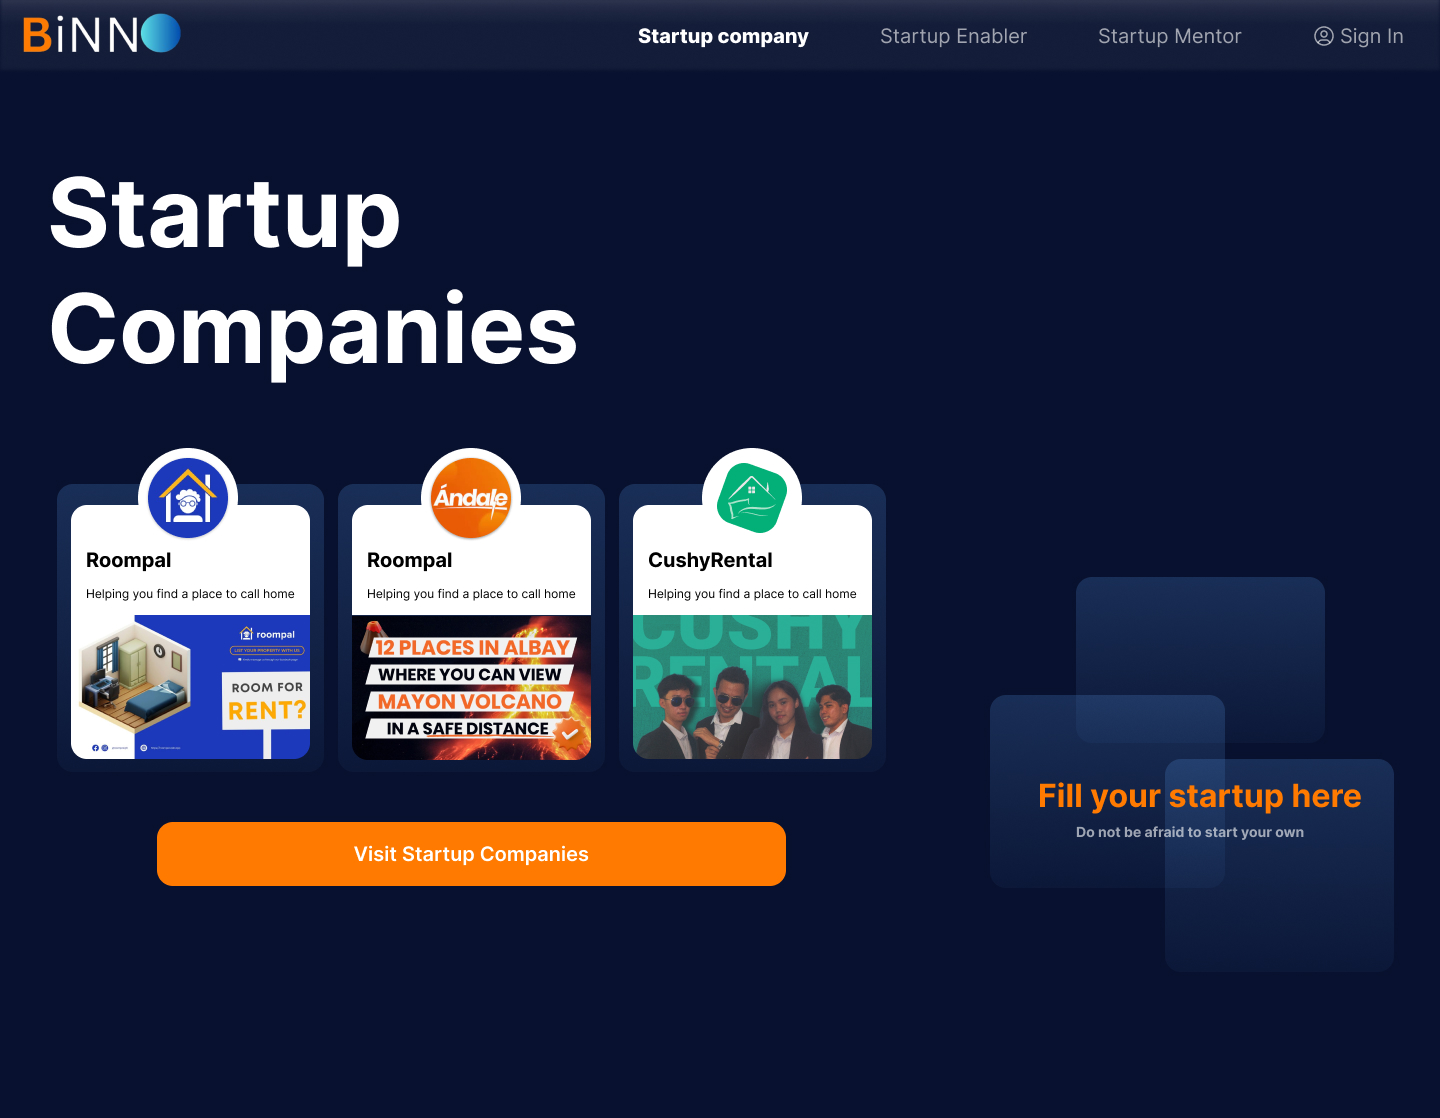 BiNNO
Startup company
Startup Enabler
Startup Mentor
Sign In
Startup
Companies
Roompal
Helping you find a place to call home
roompal
LIST YOUR PROPERTY WITH US
ROOM FOR
RENT?
Ándale
Roompal
Helping you find a place to call home
12 PLACES IN ALBAY
WHERE YOU CAN VIEW
MAYON VOLCANO
IN A SAFE DISTANCE
CushyRental
Helping you find a place to call home
CUSHY
RENTAL
Fill your startup here
Do not be afraid to start your own
Visit Startup Companies